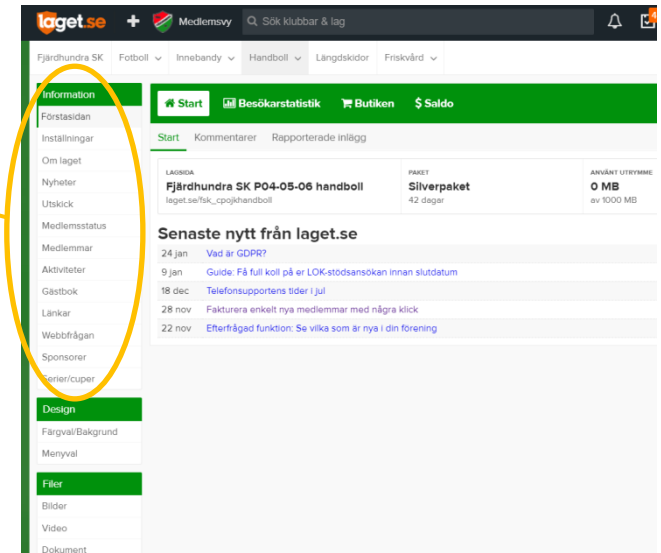 laget.se + Medlemsvy Sök klubbar & lag 4
Fjärdhundra SK Fotboll Innebandy Handboll Längdskidor Friskvård
Information
Förstasidan
Inställningar
Om laget
Nyheter
Utskick
Medlemsstatus
Medlemmar
Aktiviteter
Gästbok
Länkar
Webbfrågan
Sponsorer
Serier/cuper
Design
Färgval/Bakgrund
Menyval
Filer
Bilder
Video
Dokument
Start Besökarstatistik Butiken $ Saldo
Start Kommentarer Rapporterade inlägg
LAGSIDA PAKET ANVÄNT UTRYMME
Fjärdhundra SK P04-05-06 handboll Silverpaket 0 MB
laget.se/fsk_cpojkhandboll 42 dagar av 1000 MB
Senaste nytt från laget.se
24 jan Vad är GDPR?
9 jan Guide: Få full koll på er LOK-stödsansökan innan slutdatum
18 dec Telefonsupportens tider i jul
28 nov Fakturera enkelt nya medlemmar med några klick
22 nov Efterfrågad funktion: Se vilka som är nya i din förening